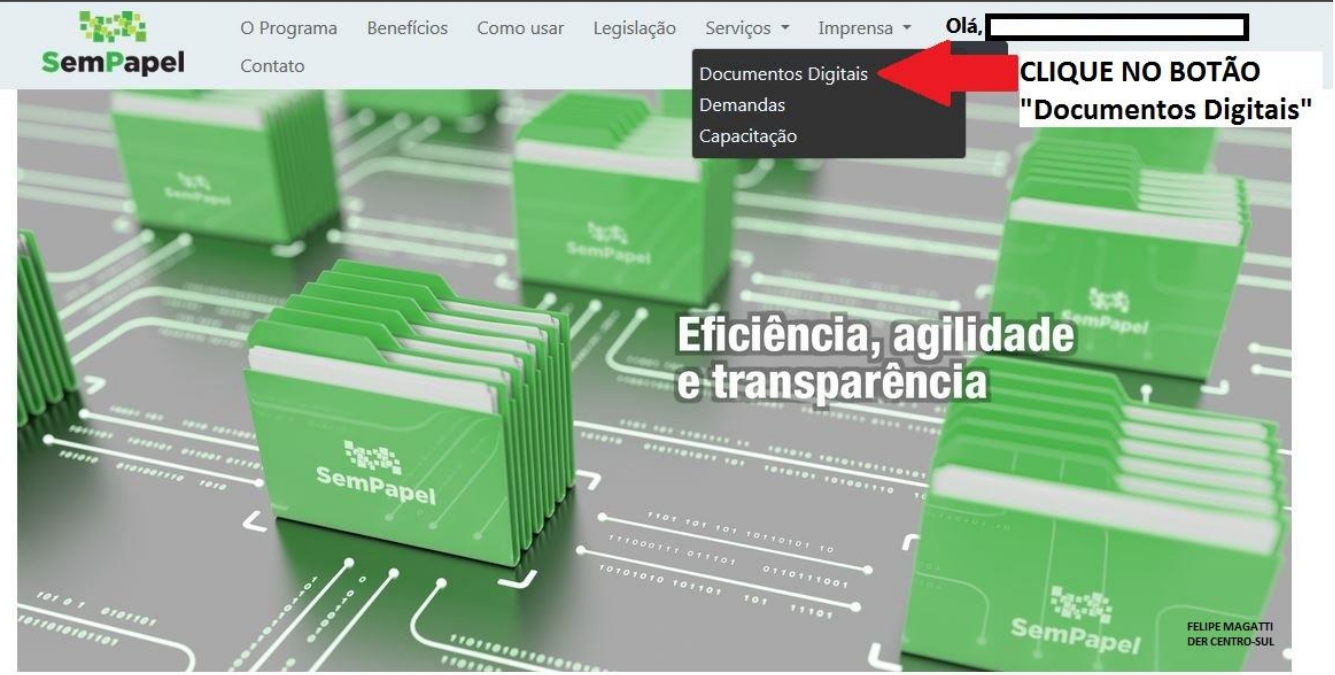 O Programa Benefícios Como usar Legislação Serviços Imprensa Olá,
SemPapel
Contato
Documentos Digitais
Demandas
Capacitação
CLIQUE NO BOTÃO
"Documentos Digitais"
SemPapel
SemPapel
SemPapel
Eficiência, agilidade
e transparência
SemPapel
SemPapel
FELIPE MAGATTI
DER CENTRO-SUL